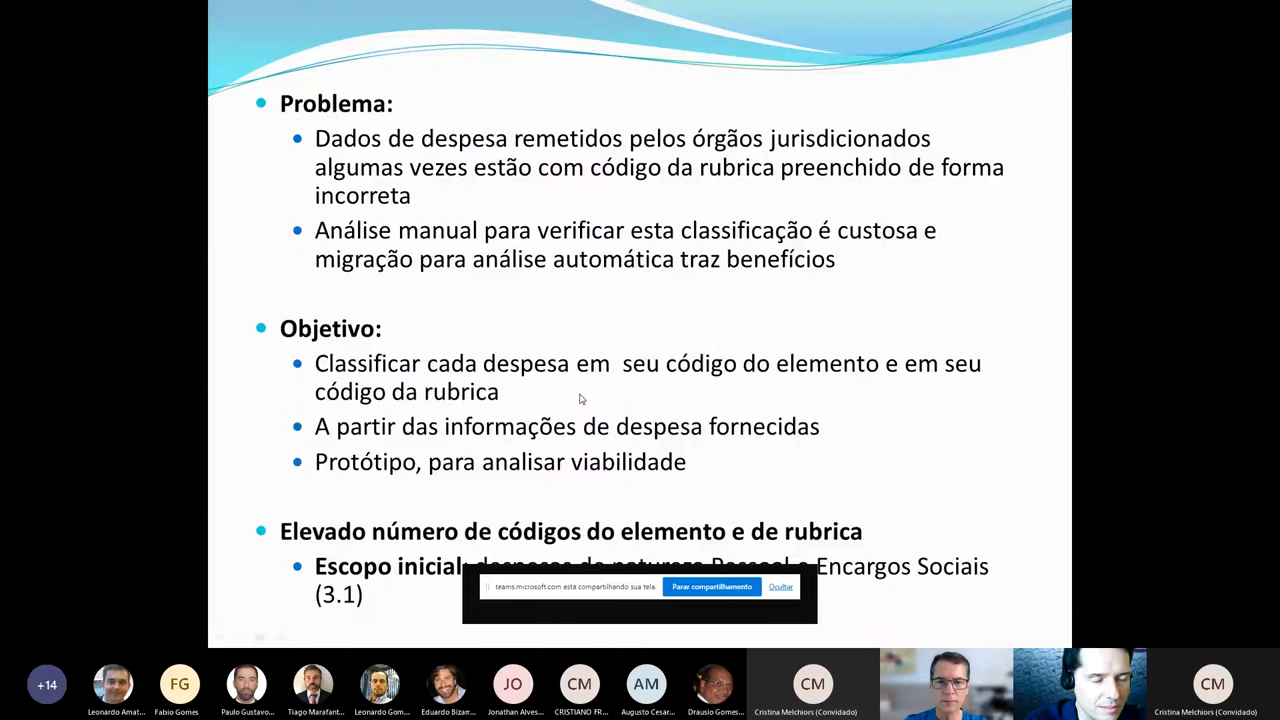 Problema:
Dados de despesa remetidos pelos órgãos jurisdicionados
algumas vezes estão com código da rubrica preenchido de forma
incorreta
Análise manual para verificar esta classificação é custosa e
migração para análise automática traz benefícios
Objetivo:
Classificar cada despesa em seu código do elemento e em seu
código da rubrica
A partir das informações de despesa fornecidas
Protótipo, para analisar viabilidade
Elevado número de códigos do elemento e de rubrica
Escopo inicial: despesas de natureza Pessoal e Encargos Sociais
(3.1)
teams.microsoft.com está compartilhando sua tela.
Parar compartilhamento
Ocultar
+14
FG
JO
CM
AM
CM
CM
Leonardo Amat...
Fabio Gomes
Paulo Gustavo...
Tiago Marafant...
Leonardo Gom...
Eduardo Bizarr...
Jonathan Alves...
CRISTIANO FR...
Augusto Cesar...
Drausio Gomes...
Cristina Melchiors (Convidado)
Cristina Melchiors (Convidado)